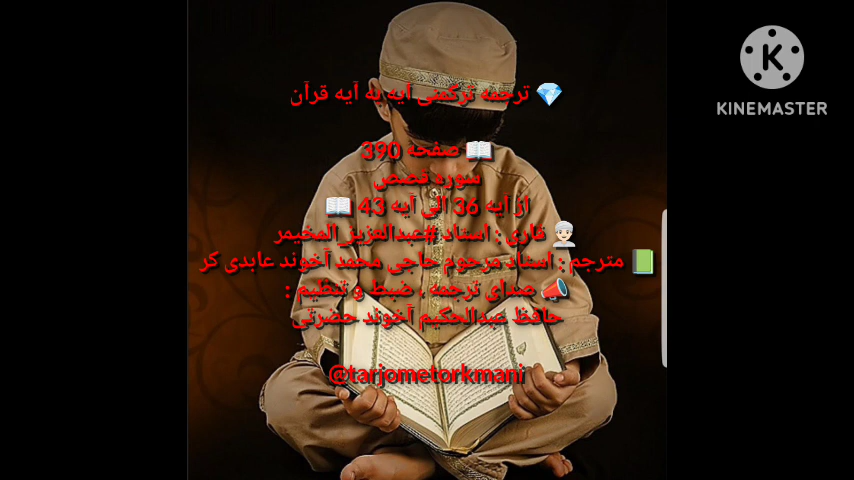 💎 ترجمه ترکمنی آیه به آیه قرآن
📖 صفحه 390
سوره قصص
از آیه 36 الی آیه 43 📖
👳🏻 قاری : استاد #عبدالعزیز_المخیمر
📗 مترجم : استاد مرحوم حاجی محمد آخوند عابدی کر
📣 صدای ترجمه ، ضبط و تنظیم :
حافظ عبدالحکیم آخوند حضرتی
@tarjometorkmani
KINEMASTER